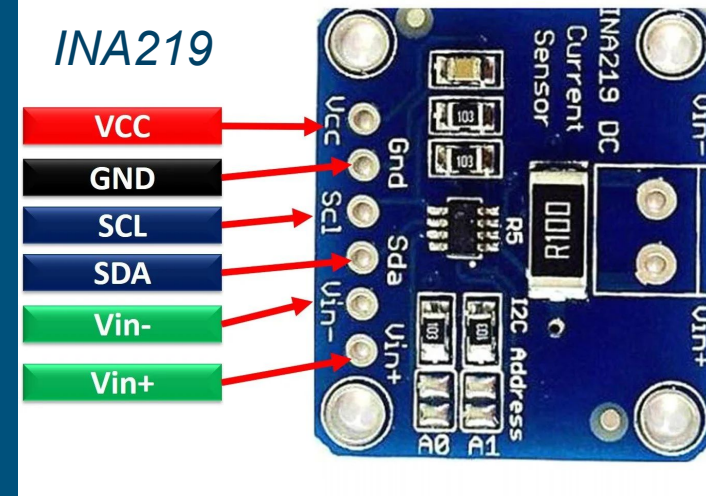 INA219
VCC
GND
SCL
SDA
Vin-
Vin+
Vcc
Gnd
Scl
Sda
Vin-
Vin+
103
103
R5
R100
INA219 DC
Current
Sensor
Vin-
Vin+
103
103
I2C Address
A0 A1